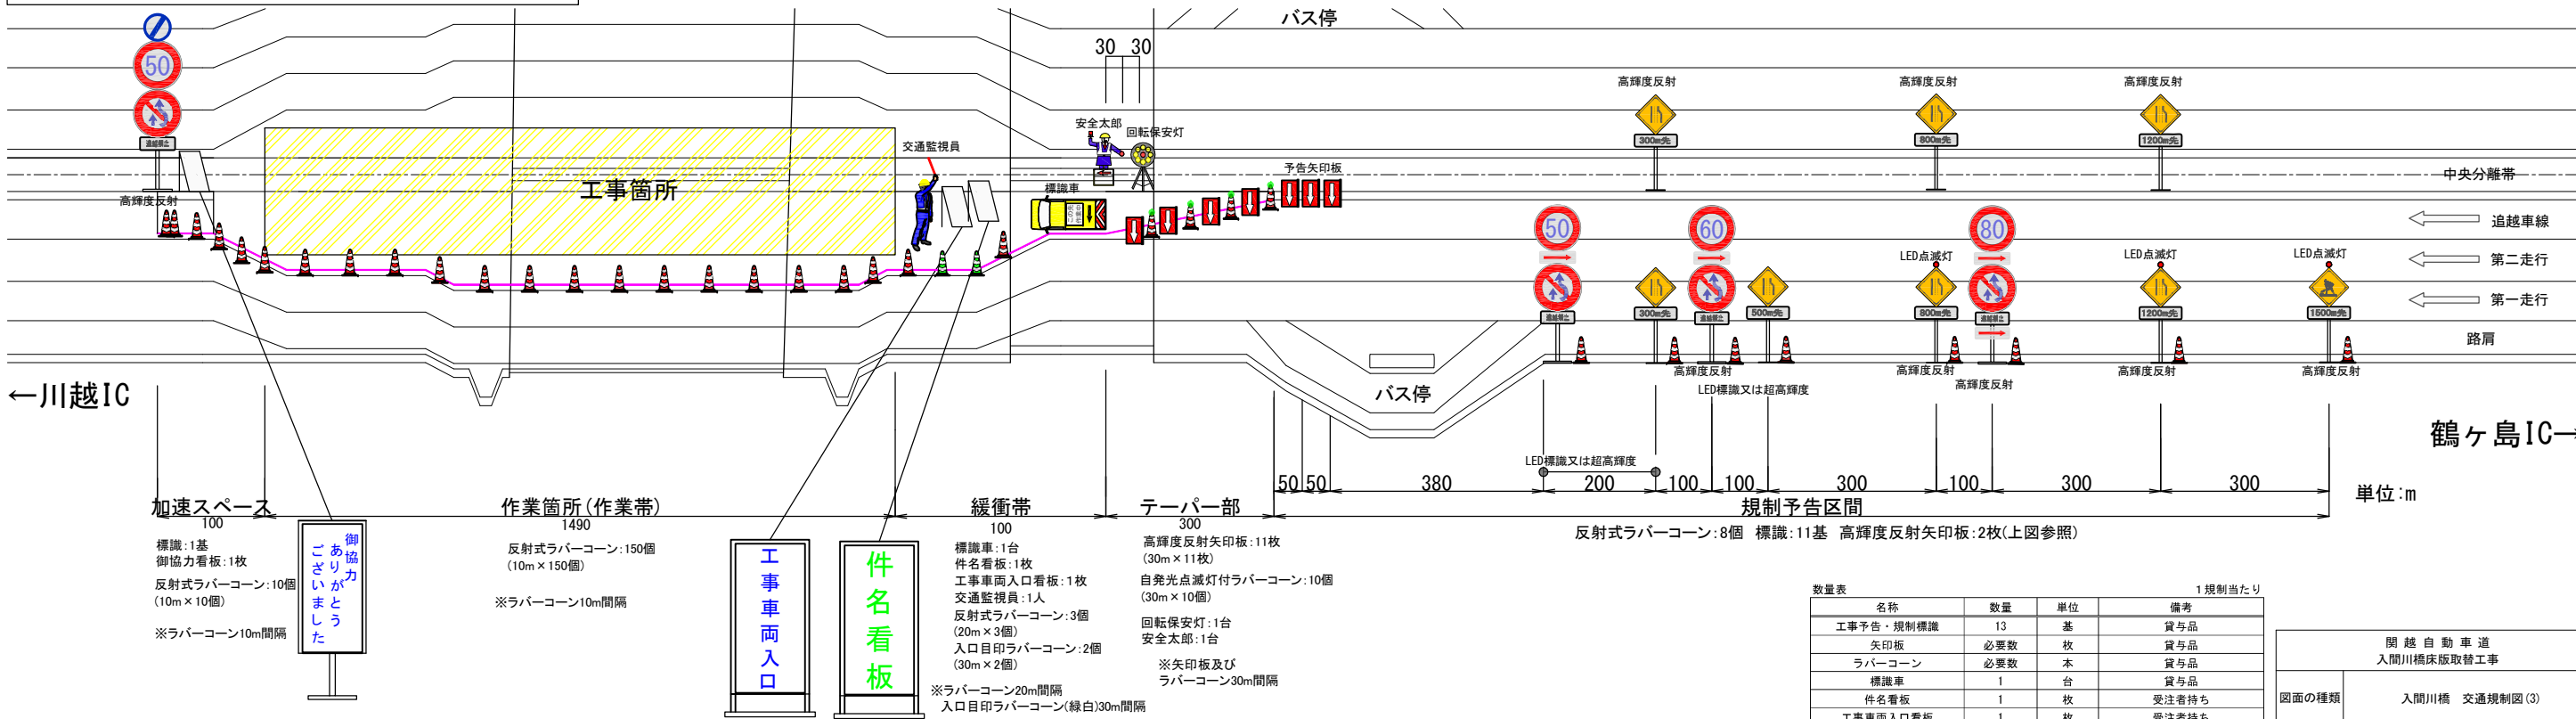 バス停
30 30
50
追越禁止
高輝度反射
工事箇所
交通監視員
安全太郎
回転保安灯
標識車
予告矢印板
高輝度反射
300m先
高輝度反射
800m先
高輝度反射
1200m先
中央分離帯
追越車線
第二走行
第一走行
路肩
50
追越禁止
300m先
60
追越禁止
500m先
LED点滅灯
800m先
80
追越禁止
LED点滅灯
1200m先
LED点滅灯
1500m先
高輝度反射
LED標識又は超高輝度
高輝度反射
高輝度反射
高輝度反射
高輝度反射
バス停
←川越IC
鶴ヶ島IC→
LED標識又は超高輝度
50 50 380 200 100 100 300 100 300 300
単位:m
加速スペース
100
作業箇所(作業帯)
1490
緩衝帯
100
テーパー部
300
規制予告区間
反射式ラバーコーン:8個 標識:11基 高輝度反射矢印板:2枚(上図参照)
標識:1基
御協力看板:1枚
反射式ラバーコーン:10個
(10m×10個)
※ラバーコーン10m間隔
御協力
ありがとう
ございました
反射式ラバーコーン:150個
(10m×150個)
※ラバーコーン10m間隔
工事車両入口
件名看板
標識車:1台
件名看板:1枚
工事車両入口看板:1枚
交通監視員:1人
反射式ラバーコーン:3個
(20m×3個)
入口目印ラバーコーン:2個
(30m×2個)
※ラバーコーン20m間隔
入口目印ラバーコーン(緑白)30m間隔
高輝度反射矢印板:11枚
(30m×11枚)
自発光点滅灯付ラバーコーン:10個
(30m×10個)
回転保安灯:1台
安全太郎:1台
※矢印板及び
ラバーコーン30m間隔
数量表 1規制当たり
名称 数量 単位 備考
工事予告・規制標識 13 基 貸与品
矢印板 必要数 枚 貸与品
ラバーコーン 必要数 本 貸与品
標識車 1 台 貸与品
件名看板 1 枚 受注者持ち
工事車両入口看板 1 枚 受注者持ち
関越自動車道
入間川橋床版取替工事
図面の種類 入間川橋 交通規制図(3)